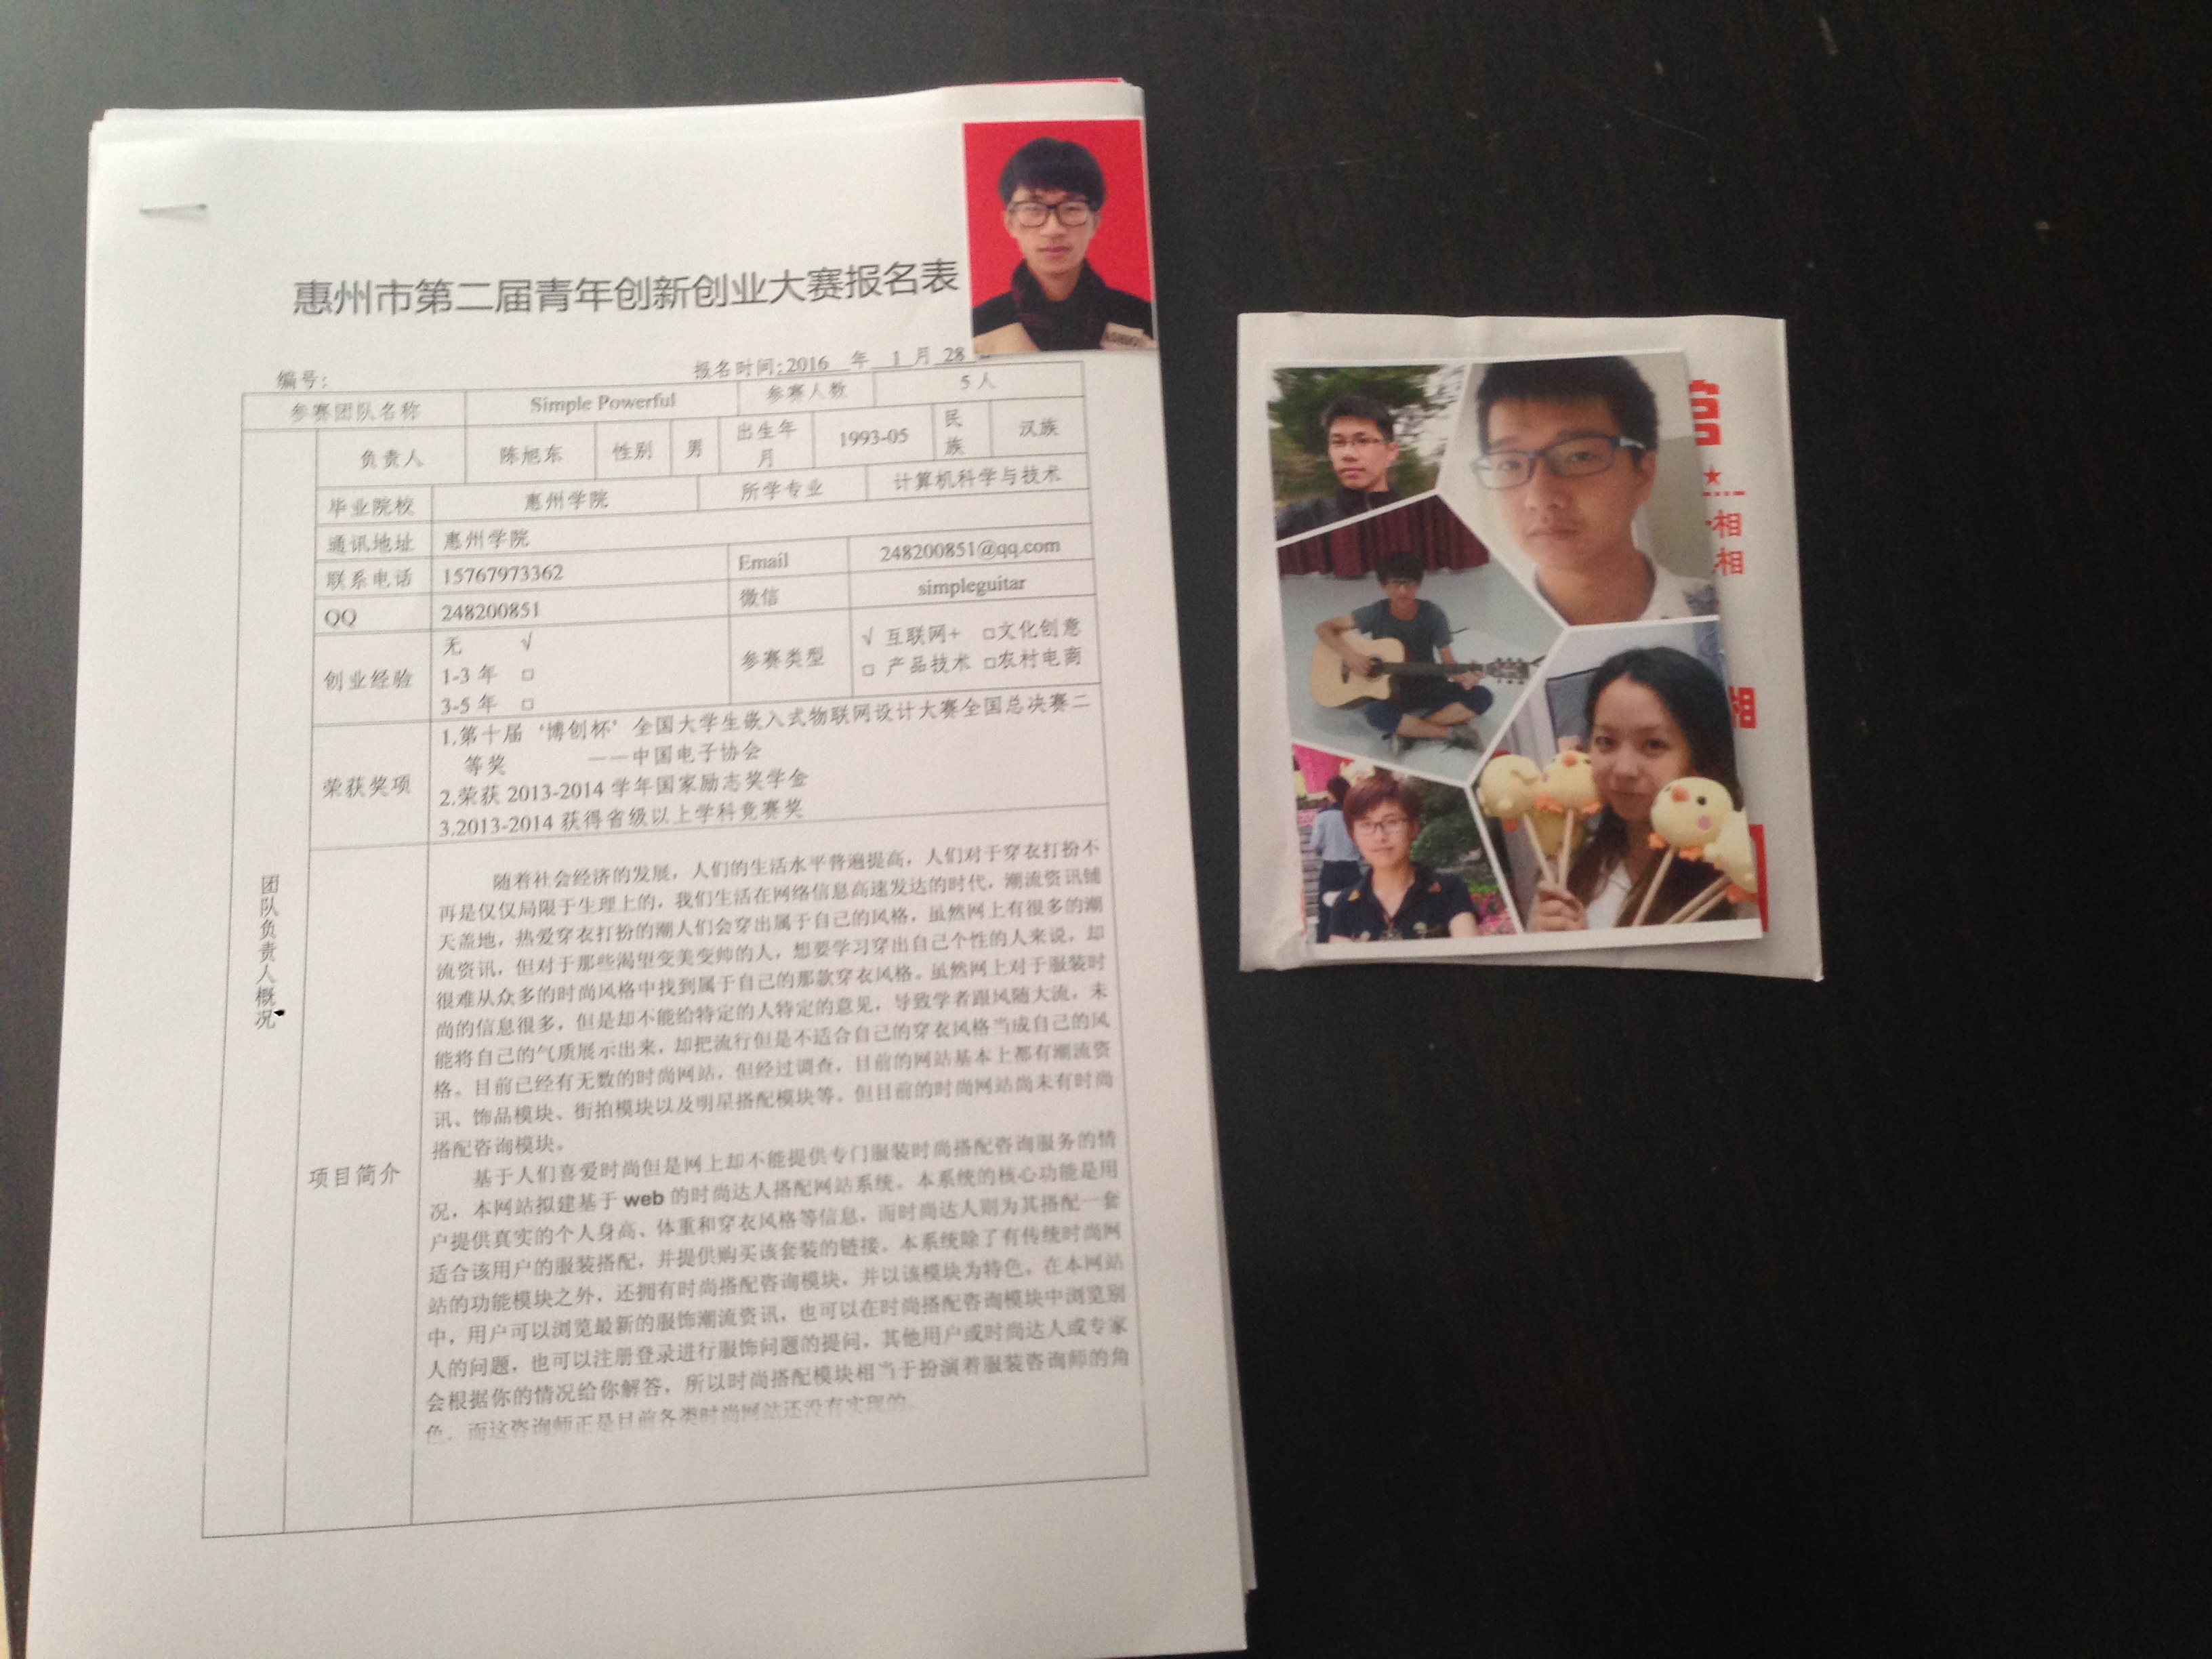 惠州市第二届青年创新创业大赛报名表
编号: 报名时间:2016 年 1 月 28
参赛团队名称 Simple Powerful 参赛人数 5 人
负责人 陈旭东 性别 男 出生年月 1993-05 民族 汉族
毕业院校 惠州学院 所学专业 计算机科学与技术
通讯地址 惠州学院
联系电话 15767973362 Email 248200851@qq.com
QQ 248200851 微信 simpleguitar
创业经验
无 √
1-3 年 □
3-5 年 □
参赛类型
√ 互联网+ □文化创意
□ 产品技术 □农村电商
荣获奖项
1.第十届‘博创杯’全国大学生嵌入式物联网设计大赛全国总决赛二
等奖 ——中国电子协会
2.荣获 2013-2014 学年国家励志奖学金
3.2013-2014 获得省级以上学科竞赛奖
团队负责人概况
项目简介
随着社会经济的发展，人们的生活水平普遍提高，人们对于穿衣打扮不
再是仅仅局限于生理上的，我们生活在网络信息高速发达的时代，潮流资讯铺
天盖地，热爱穿衣打扮的潮人们会穿出属于自己的风格，虽然网上有很多的潮
流资讯，但对于那些渴望变美变帅的人，想要学习穿出自己个性的人来说，却
很难从众多的时尚风格中找到属于自己的那款穿衣风格。虽然网上对于服装时
尚的信息很多，但是却不能给特定的人特定的意见，导致学者跟风随大流，未
能将自己的气质展示出来，却把流行但是不适合自己的穿衣风格当成自己的风
格。目前已经有无数的时尚网站，但经过调查，目前的网站基本上都有潮流资
讯、饰品模块、街拍模块以及明星搭配模块等。但目前的时尚网站尚未有时尚
搭配咨询模块。
基于人们喜爱时尚但是网上却不能提供专门服装时尚搭配咨询服务的情
况，本网站拟建基于 web 的时尚达人搭配网站系统。本系统的核心功能是用
户提供真实的个人身高、体重和穿衣风格等信息，而时尚达人则为其搭配一套
适合该用户的服装搭配，并提供购买该套装的链接。本系统除了有传统时尚网
站的功能模块之外，还拥有时尚搭配咨询模块，并以该模块为特色，在本网站
中，用户可以浏览最新的服饰潮流资讯，也可以在时尚搭配咨询模块中浏览别
人的问题，也可以注册登录进行服饰问题的提问，其他用户或时尚达人或专家
会根据你的情况给你解答，所以时尚搭配模块相当于扮演着服装咨询师的角
色，而这咨询师正是目前各类时尚网站还没有实现的。
相
相
相